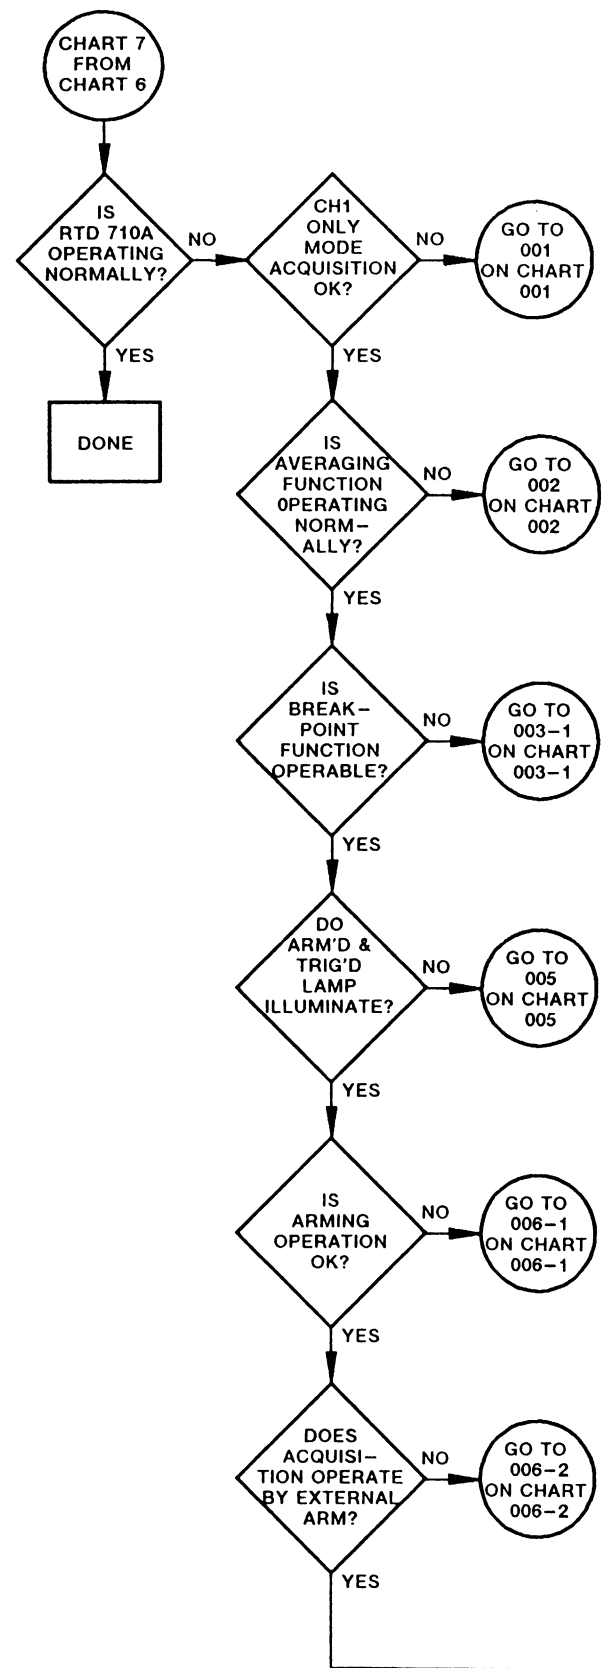 CHART 7
FROM
CHART 6
IS
RTD 710A
OPERATING
NORMALLY?
NO
CH1
ONLY
MODE
ACQUISITION
OK?
NO
GO TO
001
ON CHART
001
YES
DONE
YES
IS
AVERAGING
FUNCTION
0PERATING
NORM-
ALLY?
NO
GO TO
002
ON CHART
002
YES
IS
BREAK-
POINT
FUNCTION
OPERABLE?
NO
GO TO
003-1
ON CHART
003-1
YES
DO
ARM'D &
TRIG'D
LAMP
ILLUMINATE?
NO
GO TO
005
ON CHART
005
YES
IS
ARMING
OPERATION
OK?
NO
GO TO
006-1
ON CHART
006-1
YES
DOES
ACQUISI-
TION OPERATE
BY EXTERNAL
ARM?
NO
GO TO
006-2
ON CHART
006-2
YES